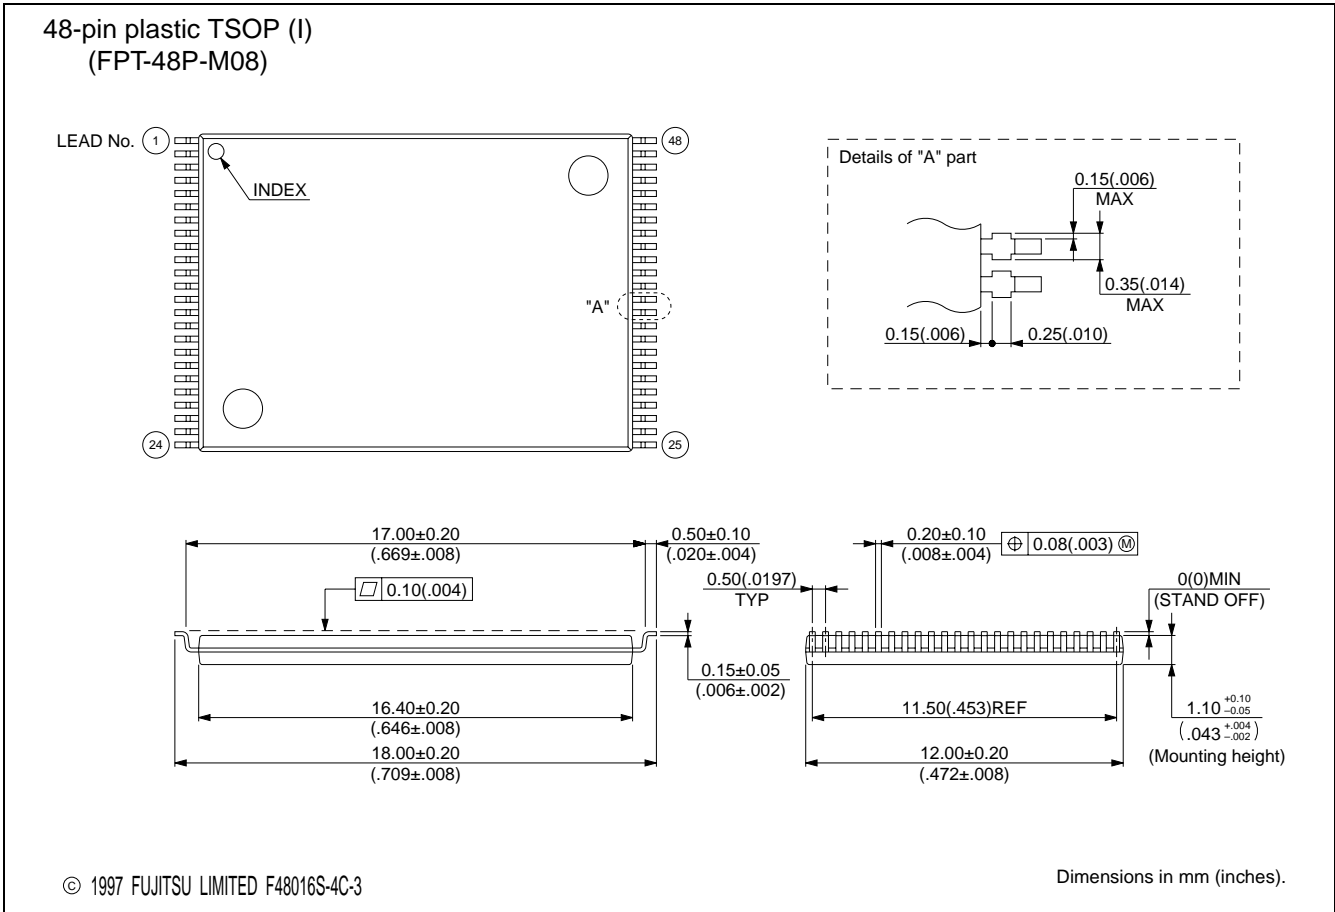 48-pin plastic TSOP (I)
(FPT-48P-M08)
LEAD No. 1
48
INDEX
"A"
24
25
Details of "A" part
0.15(.006)
MAX
0.35(.014)
MAX
0.15(.006)
0.25(.010)
17.00±0.20
(.669±.008)
0.50±0.10
(.020±.004)
0.10(.004)
0.15±0.05
(.006±.002)
16.40±0.20
(.646±.008)
18.00±0.20
(.709±.008)
0.20±0.10
(.008±.004)
⌖ 0.08(.003) Ⓜ
0.50(.0197)
TYP
0(0)MIN
(STAND OFF)
11.50(.453)REF
12.00±0.20
(.472±.008)
1.10 +0.10 −0.05
(.043 +.004 −.002)
(Mounting height)
© 1997 FUJITSU LIMITED F48016S-4C-3
Dimensions in mm (inches).